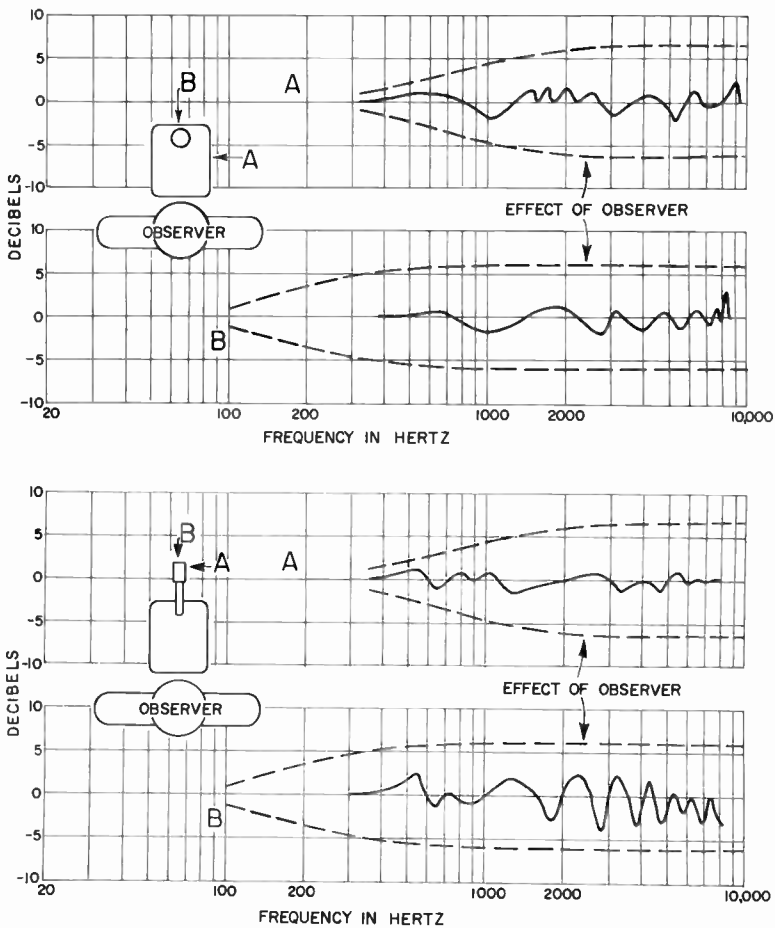 10
5
0
-5
-10
B
A
A
OBSERVER
DECIBELS
EFFECT OF OBSERVER
10
5
0
-5
-10
B
20
100
200
1000
2000
10,000
FREQUENCY IN HERTZ
10
5
0
-5
-10
B
A
A
OBSERVER
DECIBELS
EFFECT OF OBSERVER
10
5
0
-5
-10
B
20
100
200
1000
2000
10,000
FREQUENCY IN HERTZ